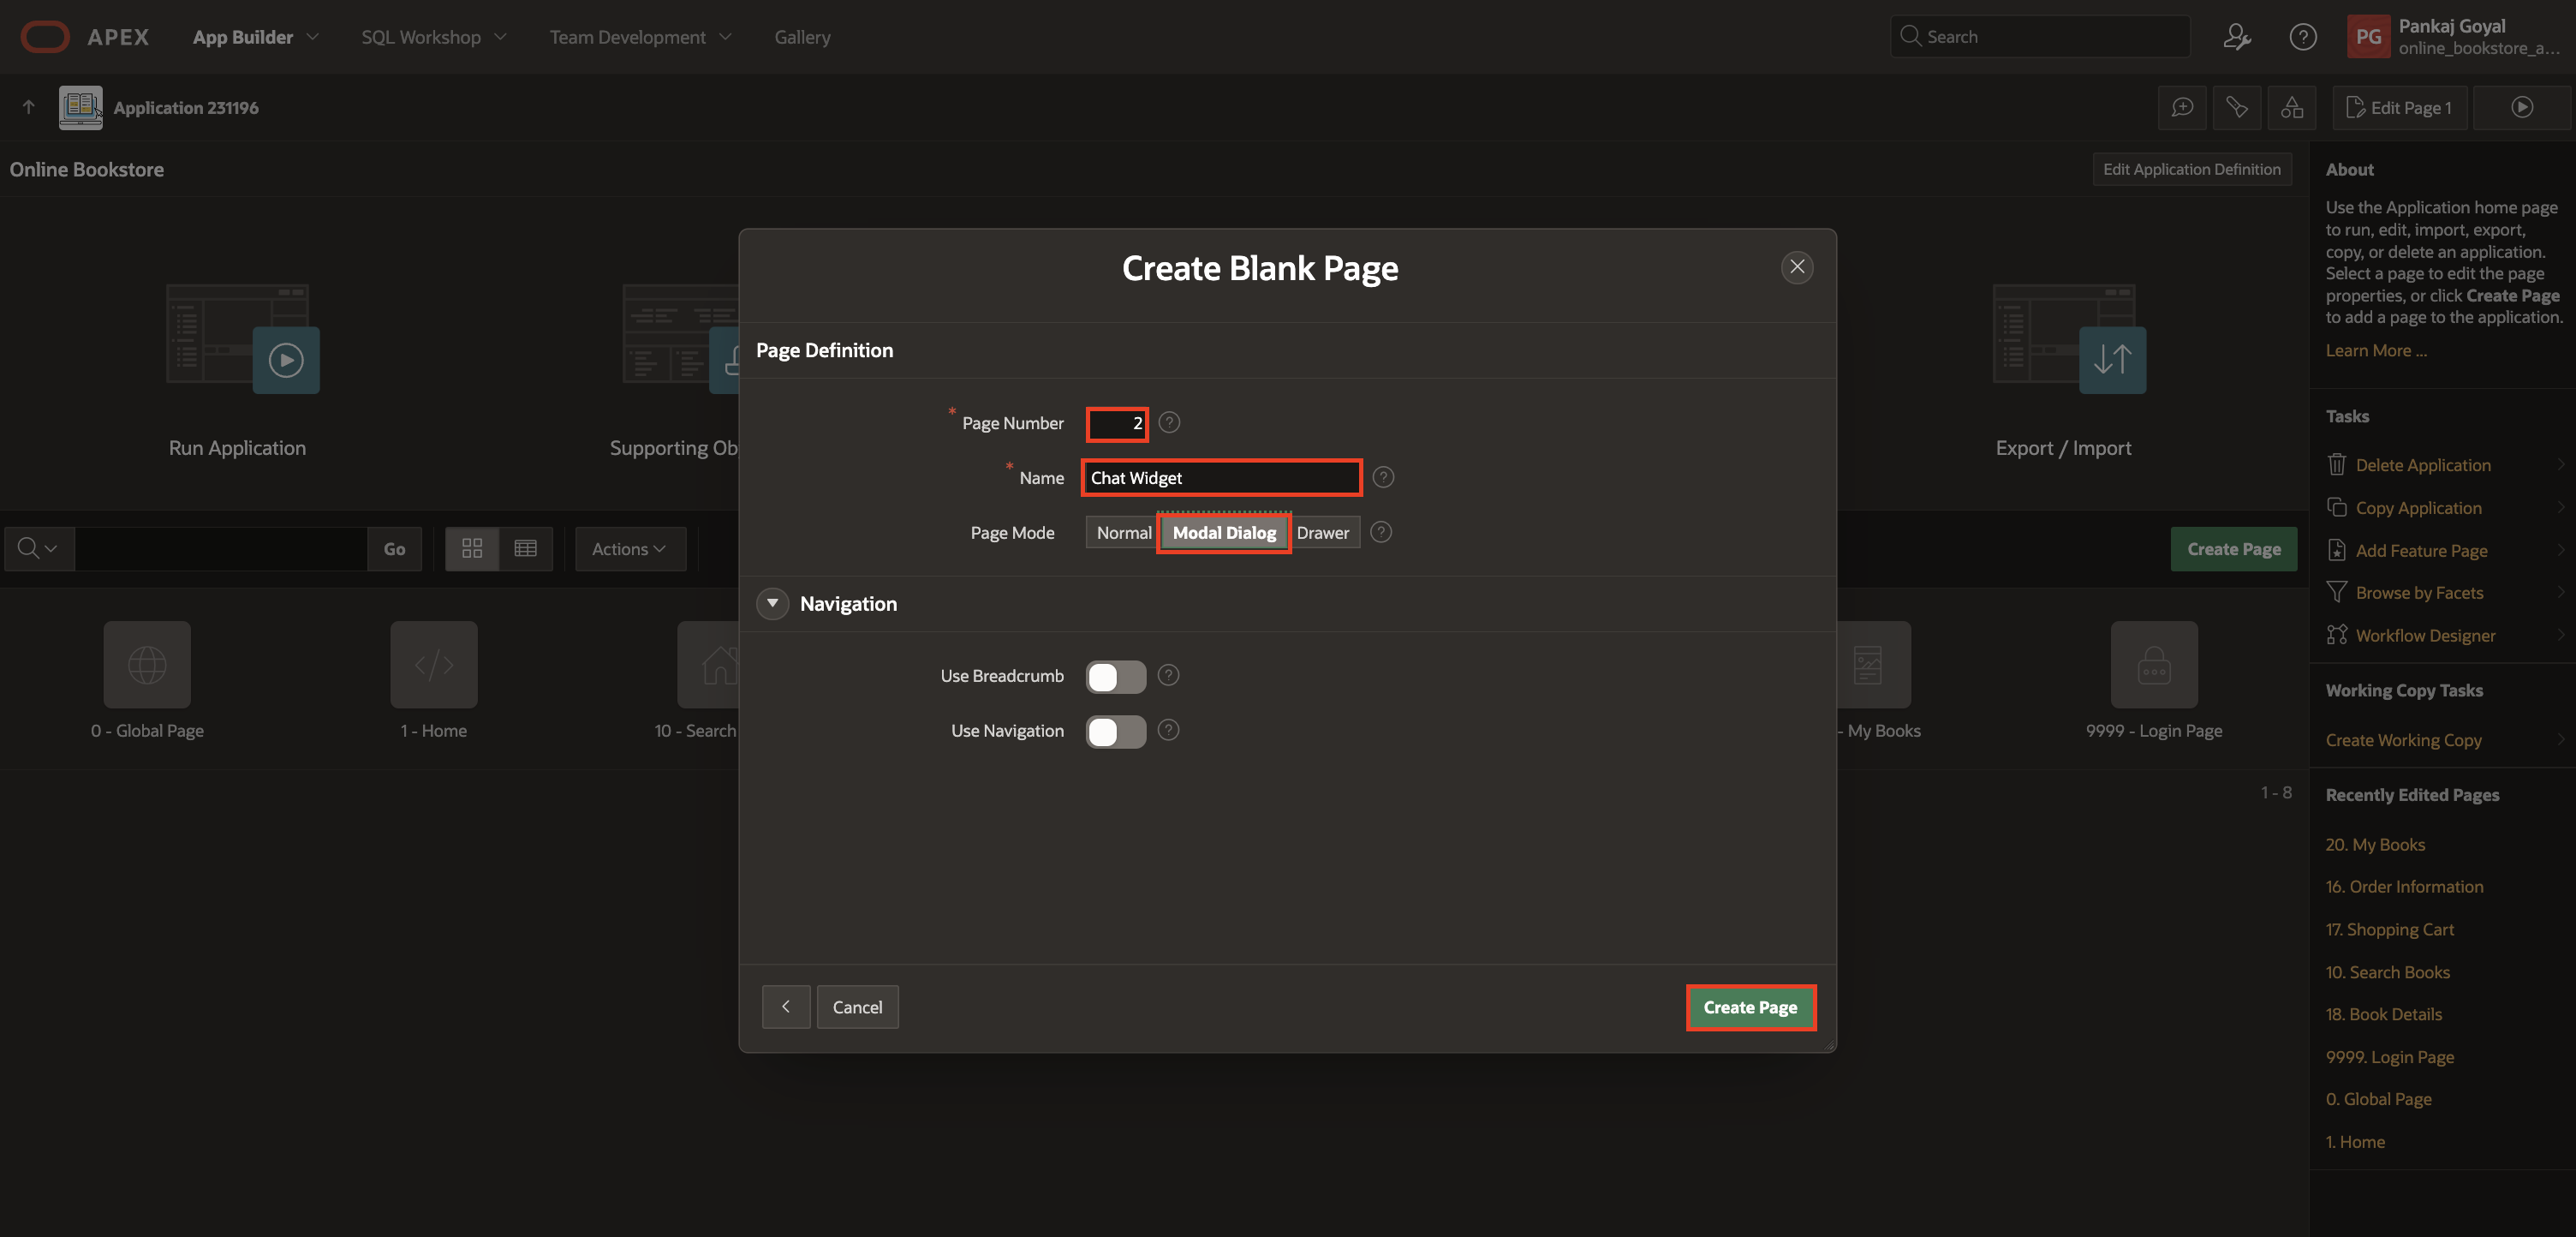 APEX App Builder SQL Workshop Team Development Gallery Search PG Pankaj Goyal
online_bookstore_a...
Application 231196 Edit Page 1
Online Bookstore Edit Application Definition
Run Application Supporting Ob Export / Import
Go Actions Create Page
0 - Global Page 1 - Home 10 - Search - My Books 9999 - Login Page
1 - 8
Create Blank Page
Page Definition
* Page Number 2
* Name Chat Widget
Page Mode Normal Modal Dialog Drawer
Navigation
Use Breadcrumb
Use Navigation
Cancel Create Page
About
Use the Application home page
to run, edit, import, export,
copy, or delete an application.
Select a page to edit the page
properties, or click Create Page
to add a page to the application.
Learn More ...
Tasks
Delete Application
Copy Application
Add Feature Page
Browse by Facets
Workflow Designer
Working Copy Tasks
Create Working Copy
Recently Edited Pages
20. My Books
16. Order Information
17. Shopping Cart
10. Search Books
18. Book Details
9999. Login Page
0. Global Page
1. Home